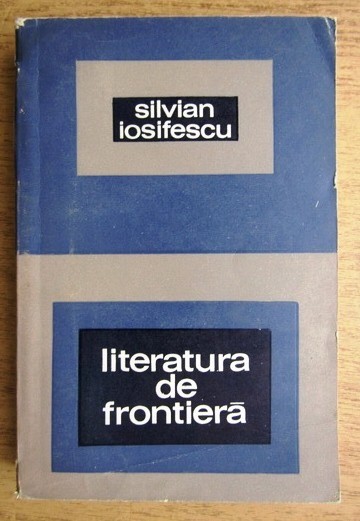 silvian
iosifescu
literatura
de
frontieră